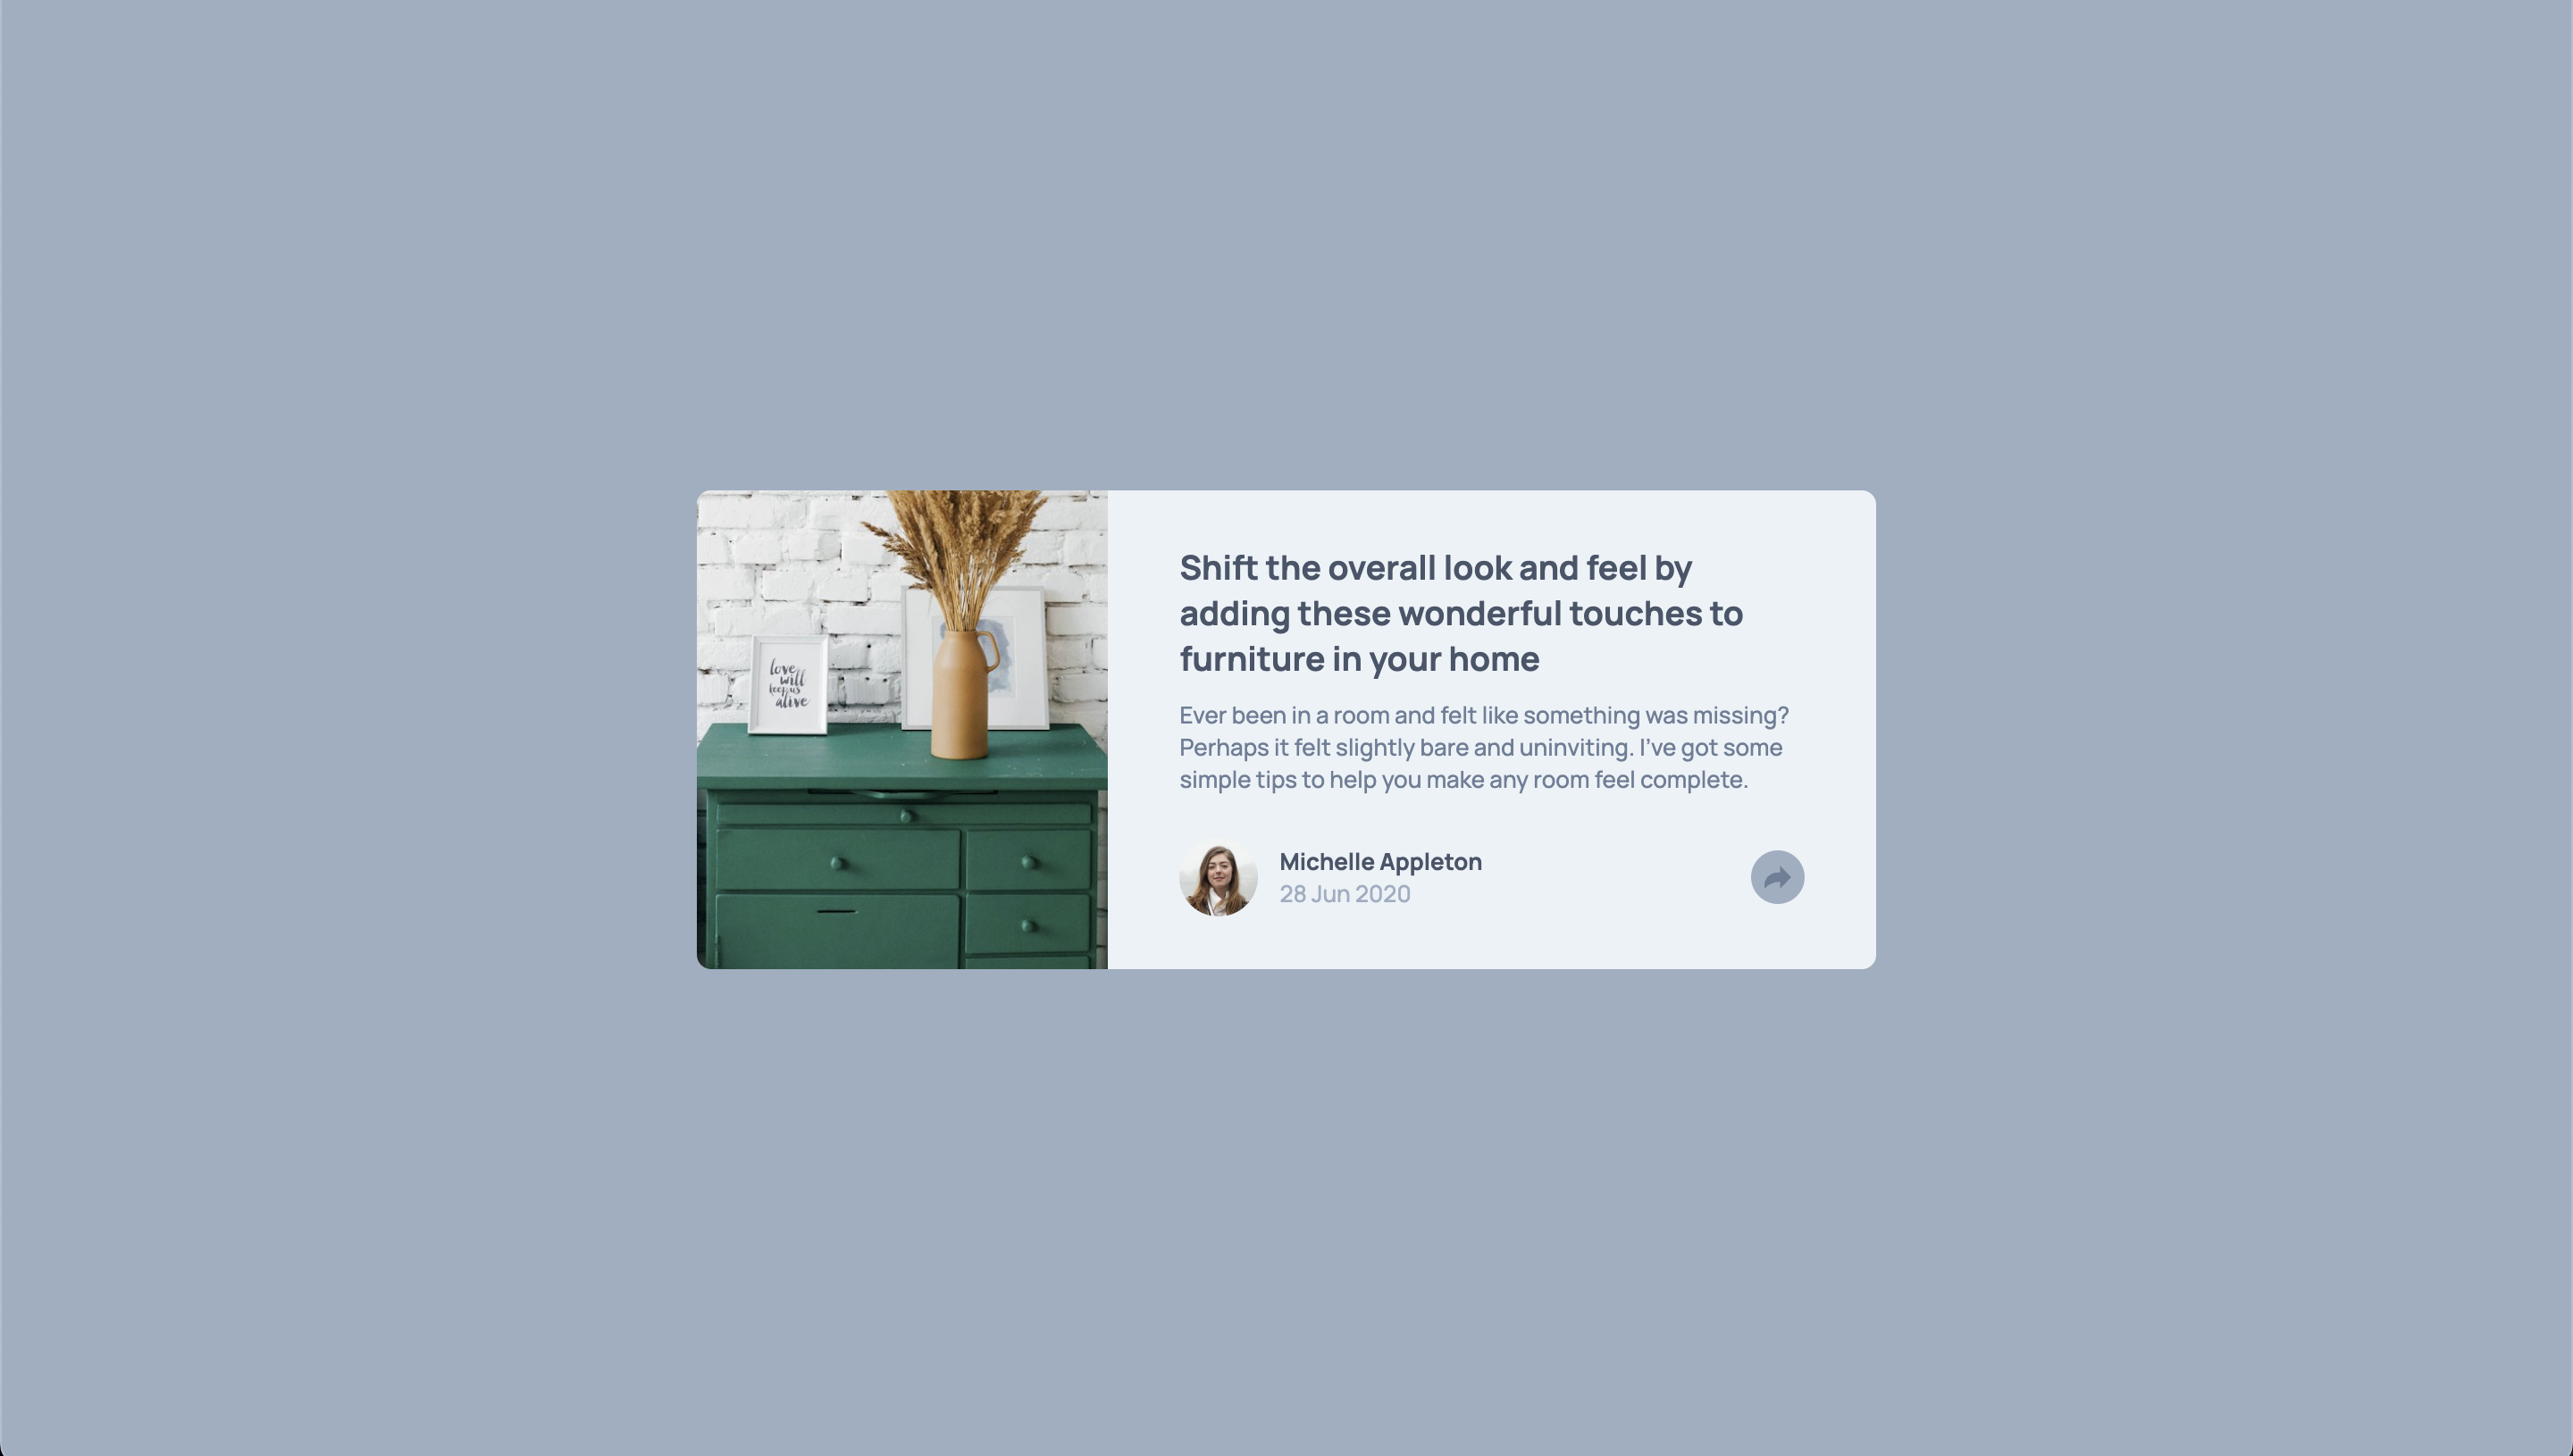 love
will
keep us
alive
Shift the overall look and feel by
adding these wonderful touches to
furniture in your home
Ever been in a room and felt like something was missing?
Perhaps it felt slightly bare and uninviting. I’ve got some
simple tips to help you make any room feel complete.
Michelle Appleton
28 Jun 2020